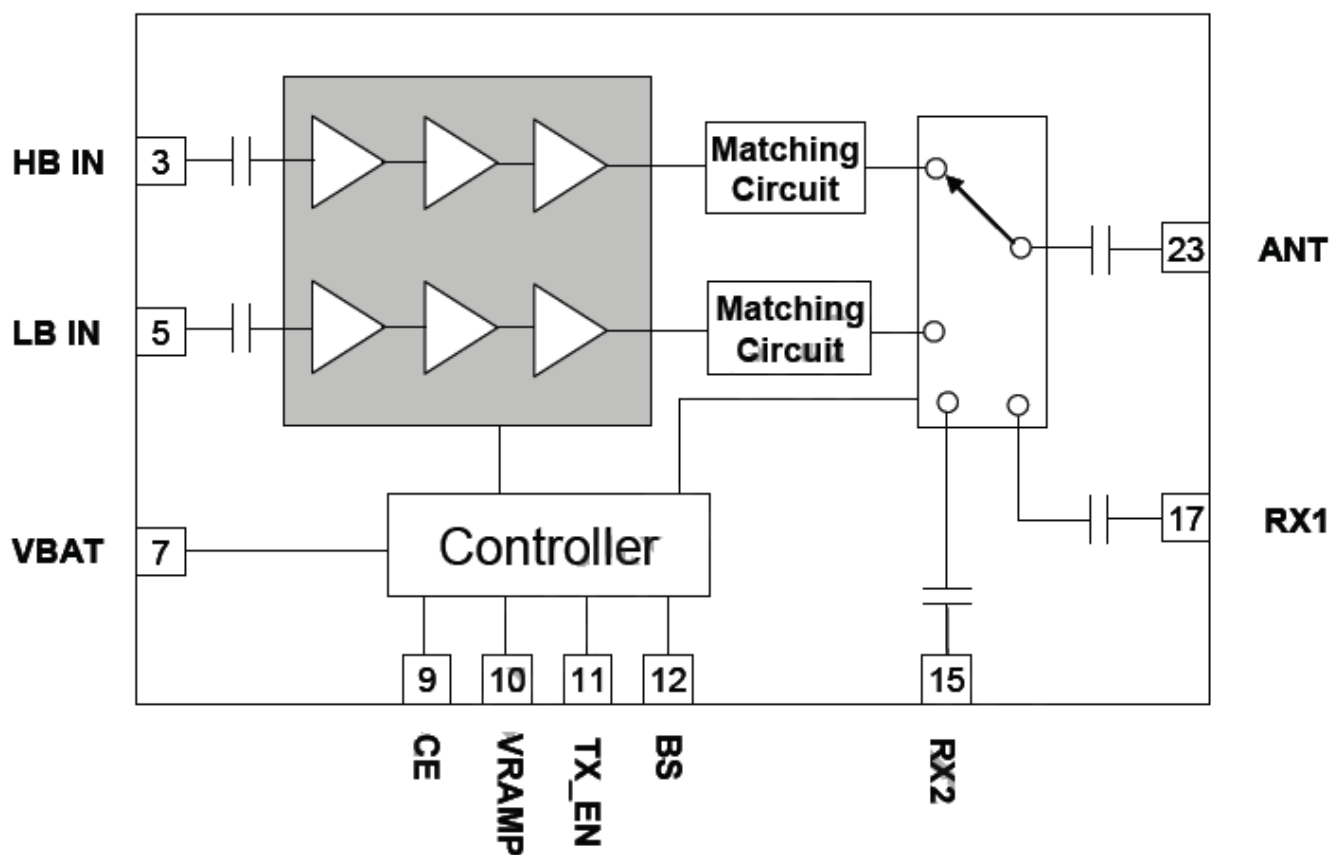 HB IN
3
Matching
Circuit
23
ANT
LB IN
5
Matching
Circuit
VBAT
7
Controller
17
RX1
9
10
11
12
15
CE
VRAMP
TX_EN
BS
RX2